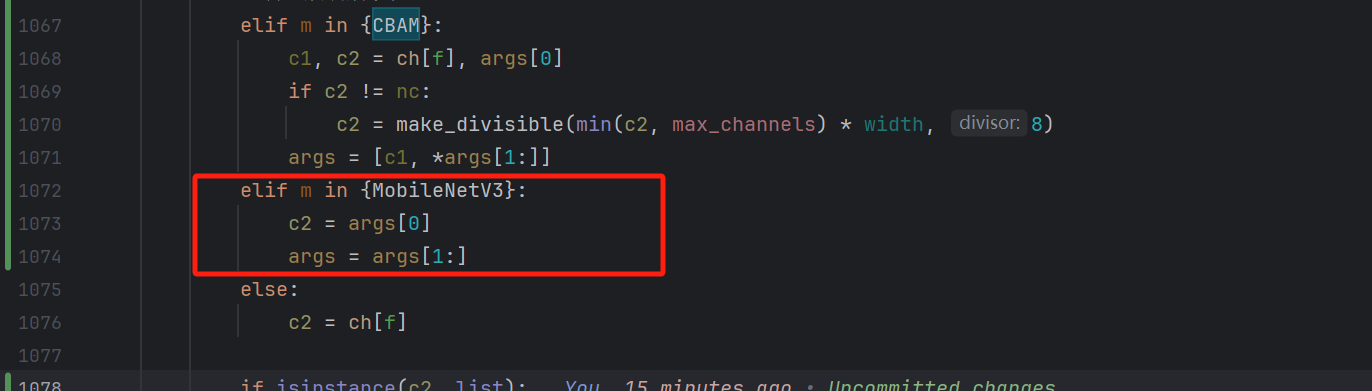 1067 elif m in {CBAM}:
1068 c1, c2 = ch[f], args[0]
1069 if c2 != nc:
1070 c2 = make_divisible(min(c2, max_channels) * width, divisor: 8)
1071 args = [c1, *args[1:]]
1072 elif m in {MobileNetV3}:
1073 c2 = args[0]
1074 args = args[1:]
1075 else:
1076 c2 = ch[f]
1077
1078 if isinstance(c2, list): You, 15 minutes ago • Uncommitted changes